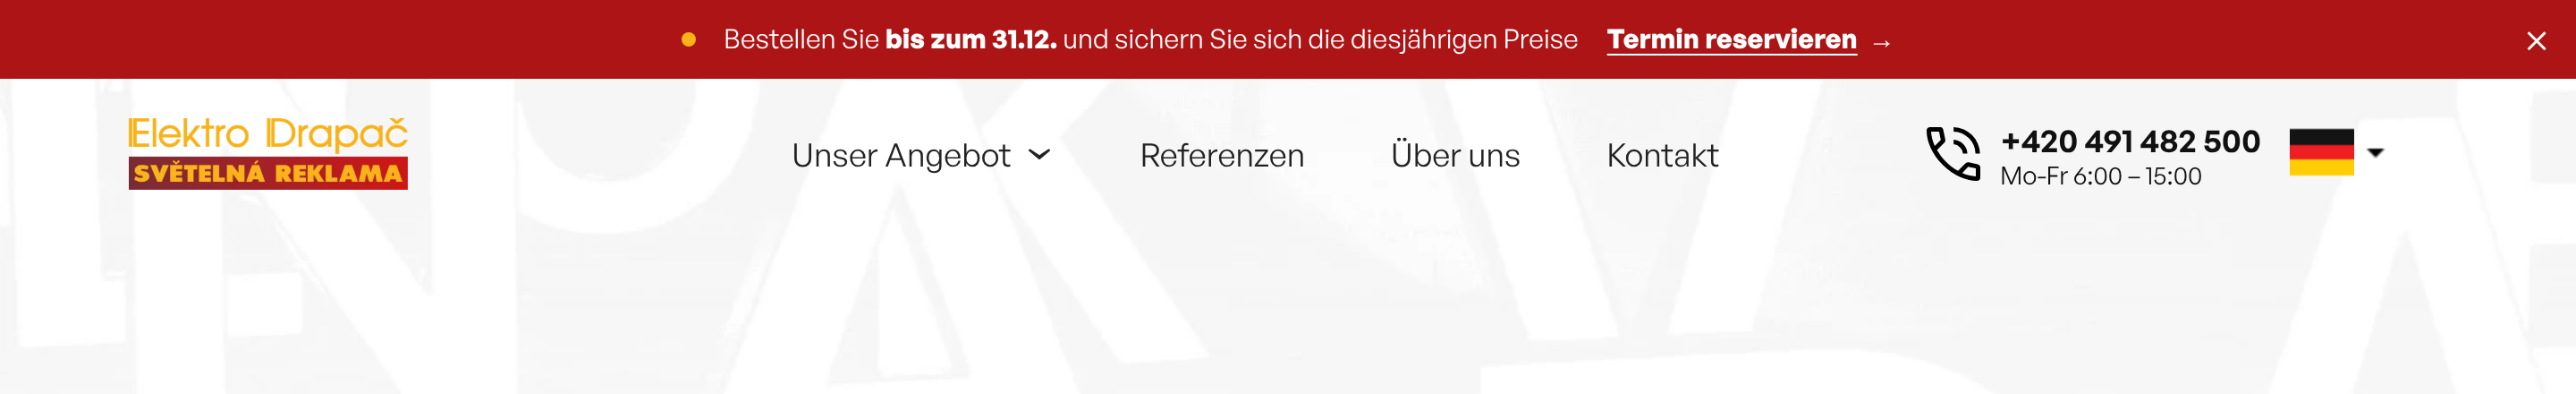 Bestellen Sie bis zum 31.12. und sichern Sie sich die diesjährigen Preise Termin reservieren →
Elektro Drapač
SVĚTELNÁ REKLAMA
Unser Angebot Referenzen Über uns Kontakt
+420 491 482 500
Mo-Fr 6:00 – 15:00